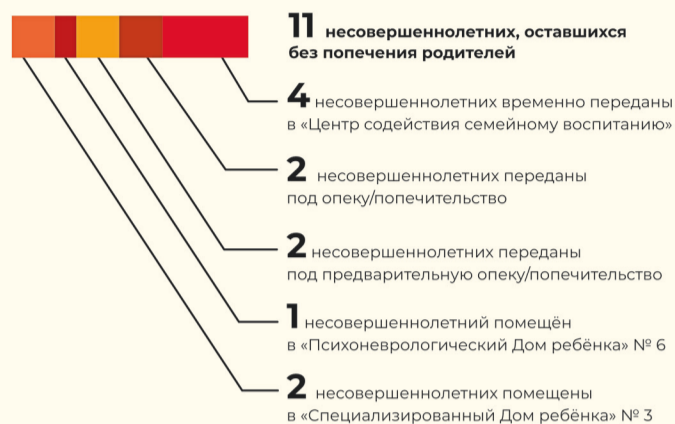 11 несовершеннолетних, оставшихся
без попечения родителей
4 несовершеннолетних временно переданы
в «Центр содействия семейному воспитанию»
2 несовершеннолетних переданы
под опеку/попечительство
2 несовершеннолетних переданы
под предварительную опеку/попечительство
1 несовершеннолетний помещён
в «Психоневрологический Дом ребёнка» № 6
2 несовершеннолетних помещены
в «Специализированный Дом ребёнка» № 3